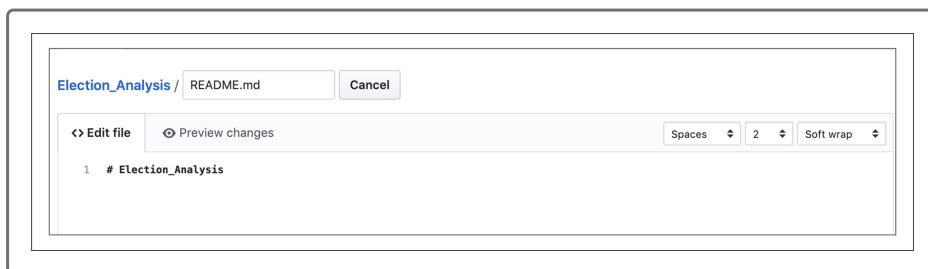 Election_Analysis / README.md Cancel
<> Edit file Preview changes Spaces 2 Soft wrap
1 # Election_Analysis